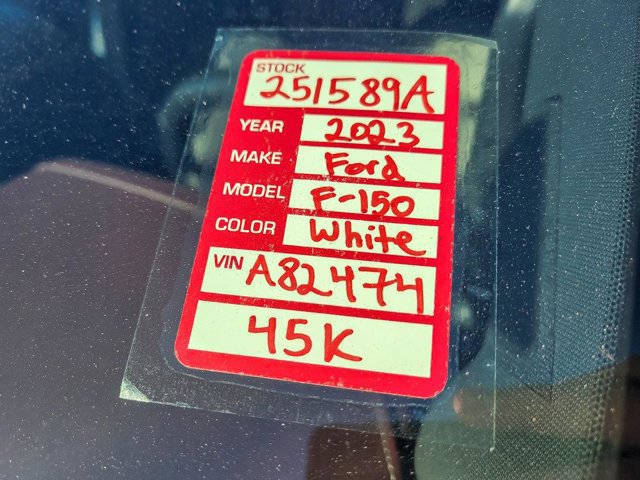 STOCK
251589A
YEAR 2023
MAKE Ford
MODEL F-150
COLOR White
VIN A82474
45K